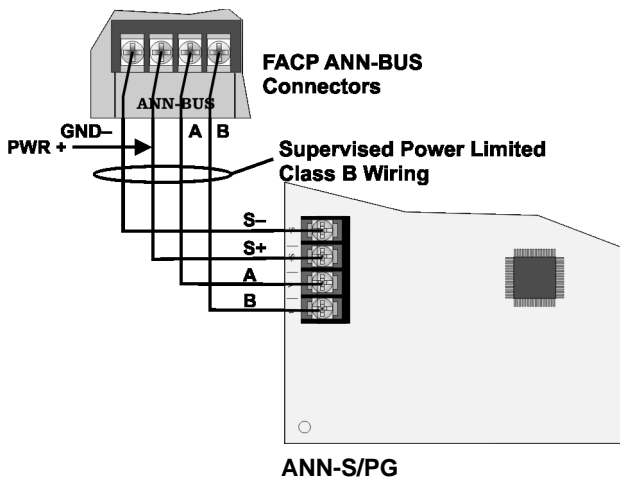 FACP ANN-BUS
Connectors
ANN-BUS
GND–
A
B
PWR +
Supervised Power Limited
Class B Wiring
S–
S+
A
B
ANN-S/PG